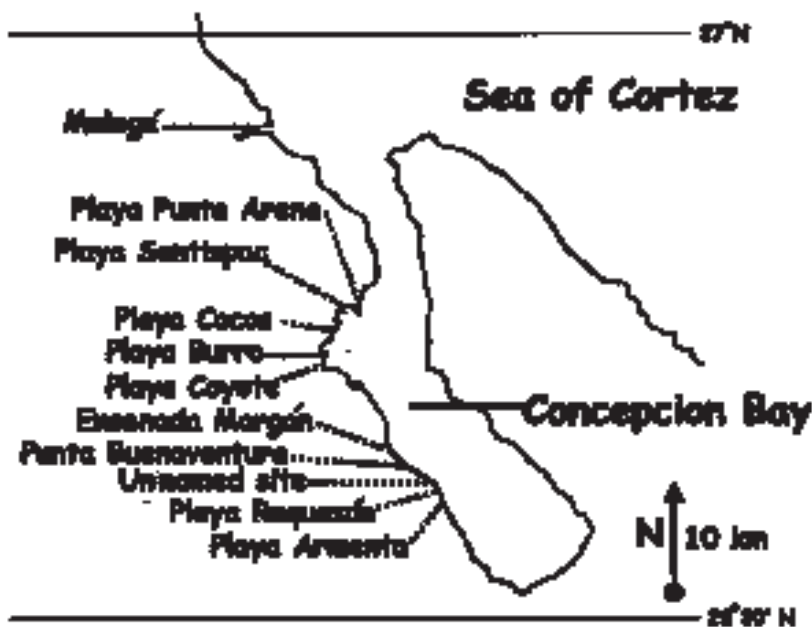 27°N
Sea of Cortez
Mulegé
Playa Punta Arena
Playa Santispac
Playa Cocos
Playa Burro
Playa Coyote
Concepcion Bay
Ensenada Morgán
Punta Buenaventura
Unnamed site
Playa Requesón
Playa Armenta
N 10 km
26°30' N